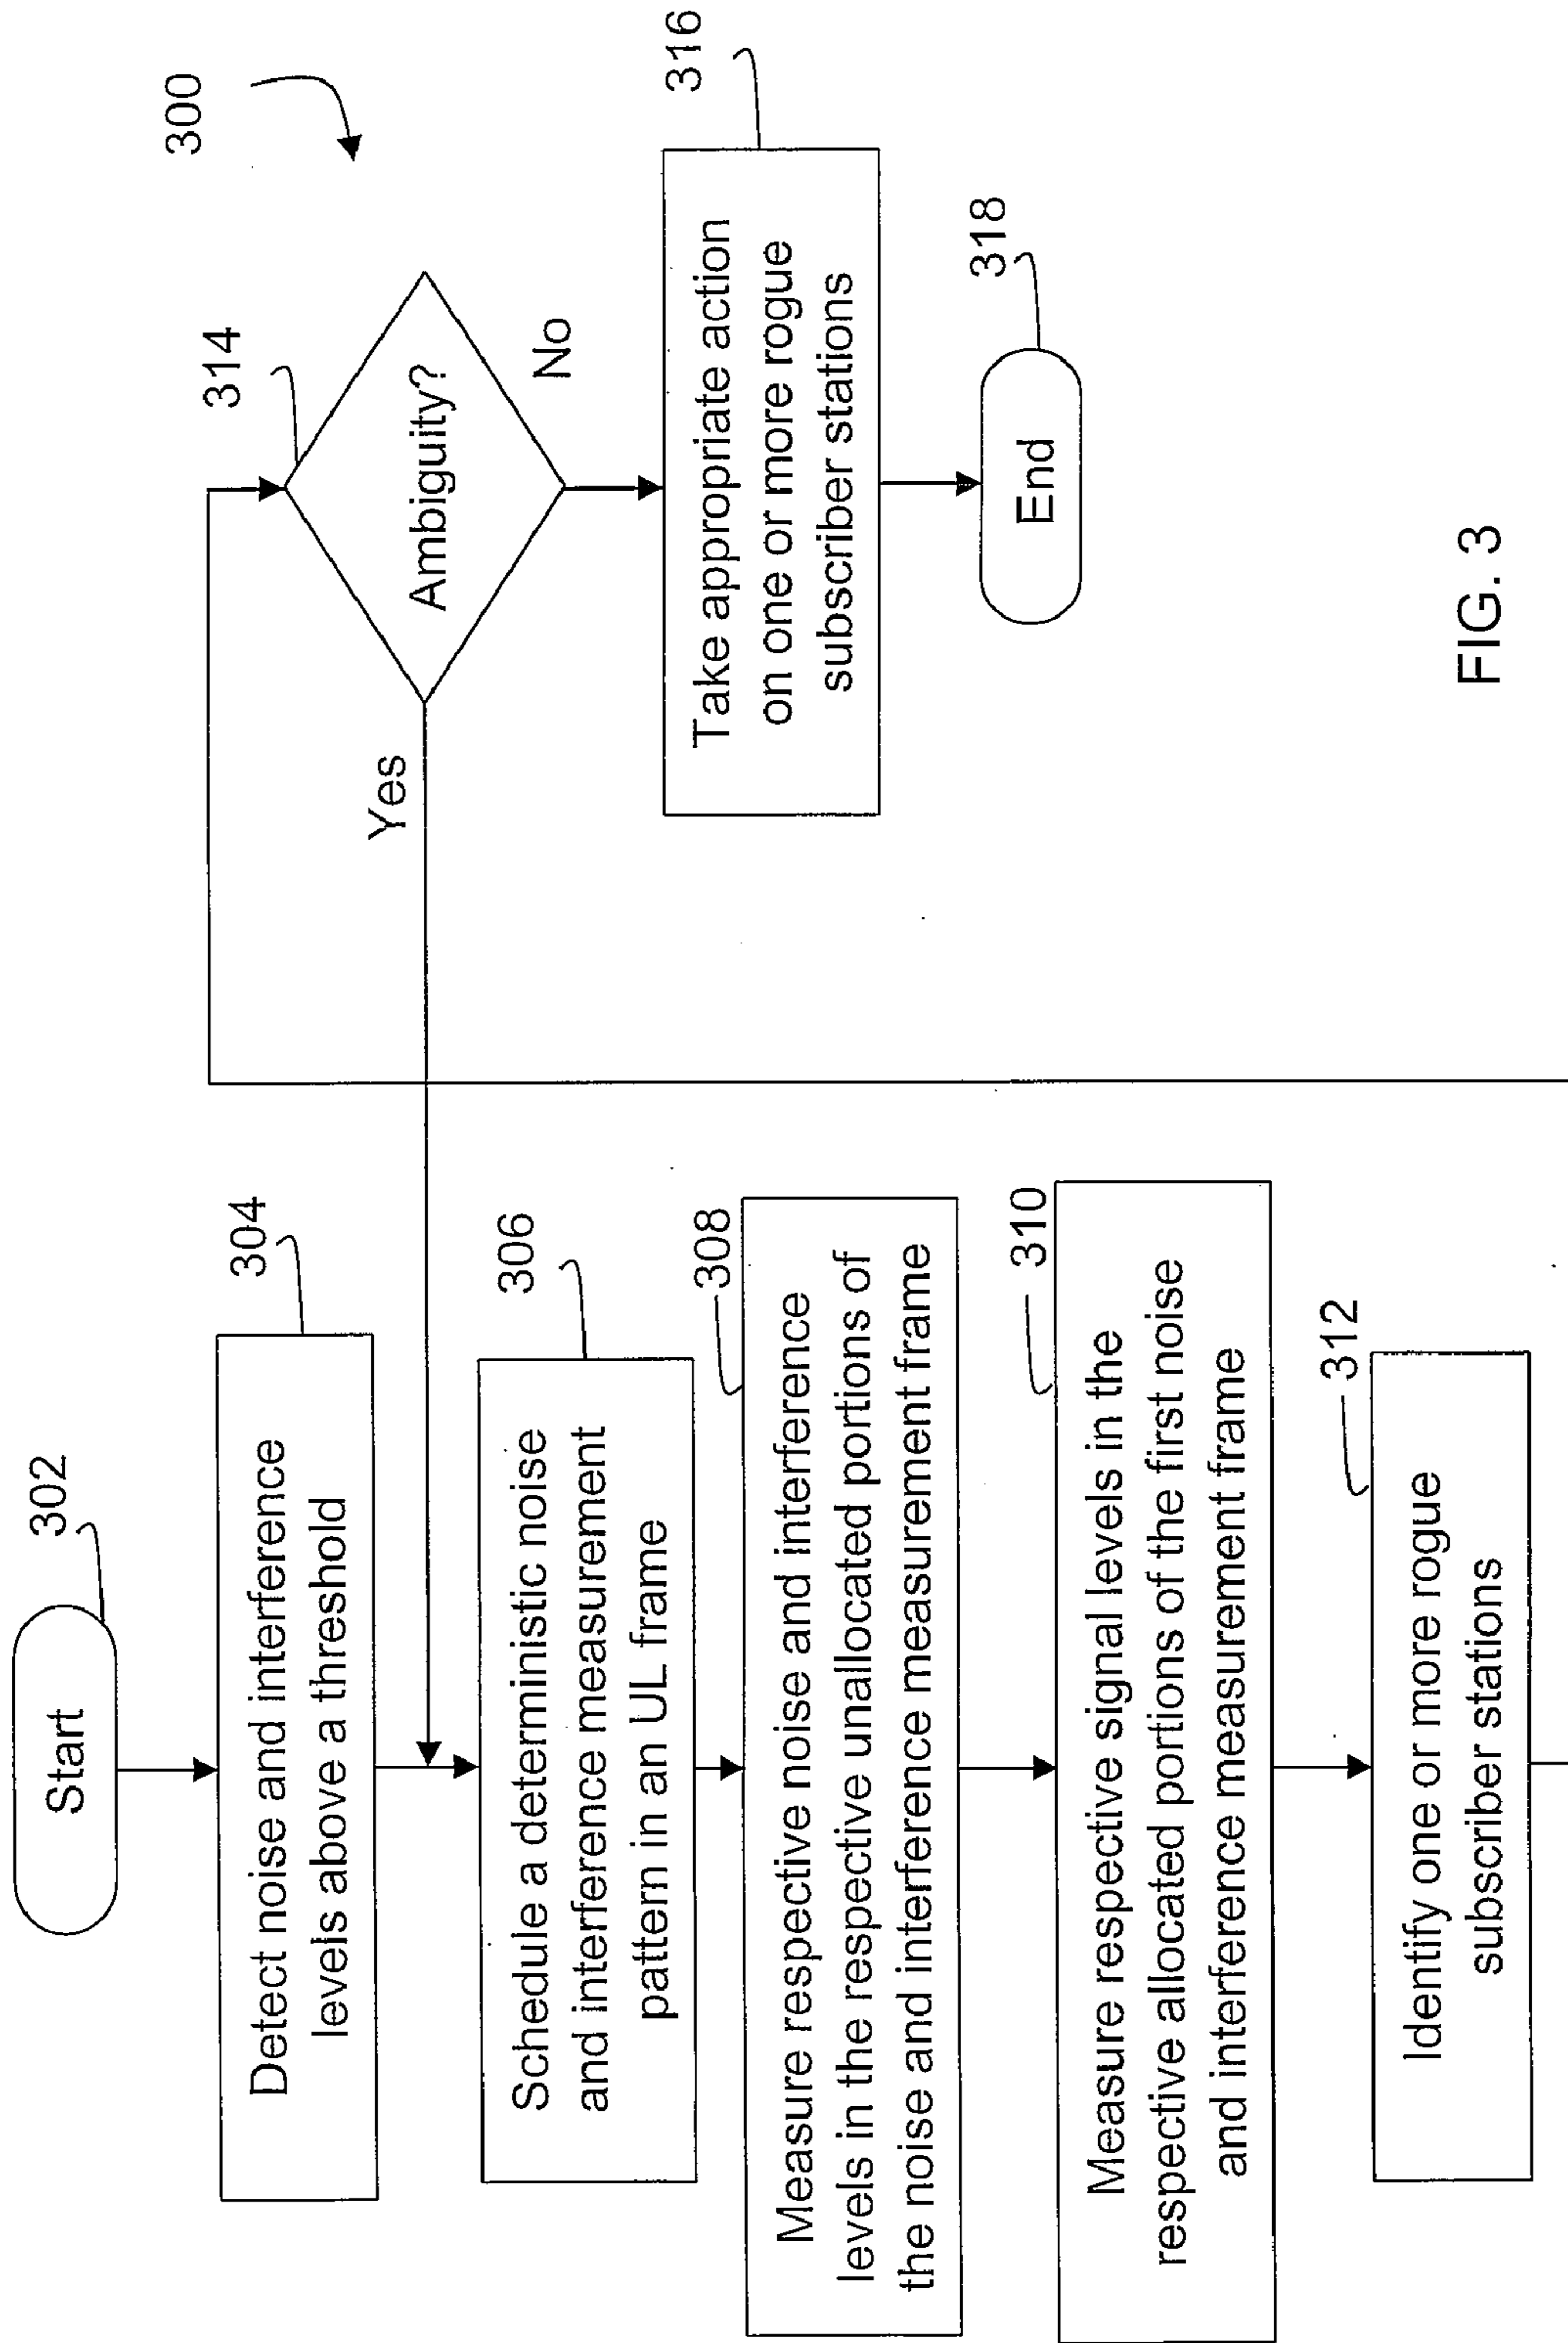 300
302
Start
304
Detect noise and interference
levels above a threshold
306
Schedule a deterministic noise
and interference measurement
pattern in an UL frame
308
Measure respective noise and interference
levels in the respective unallocated portions of
the noise and interference measurement frame
310
Measure respective signal levels in the
respective allocated portions of the first noise
and interference measurement frame
312
Identify one or more rogue
subscriber stations
314
Ambiguity?
Yes
No
316
Take appropriate action
on one or more rogue
subscriber stations
318
End
FIG. 3